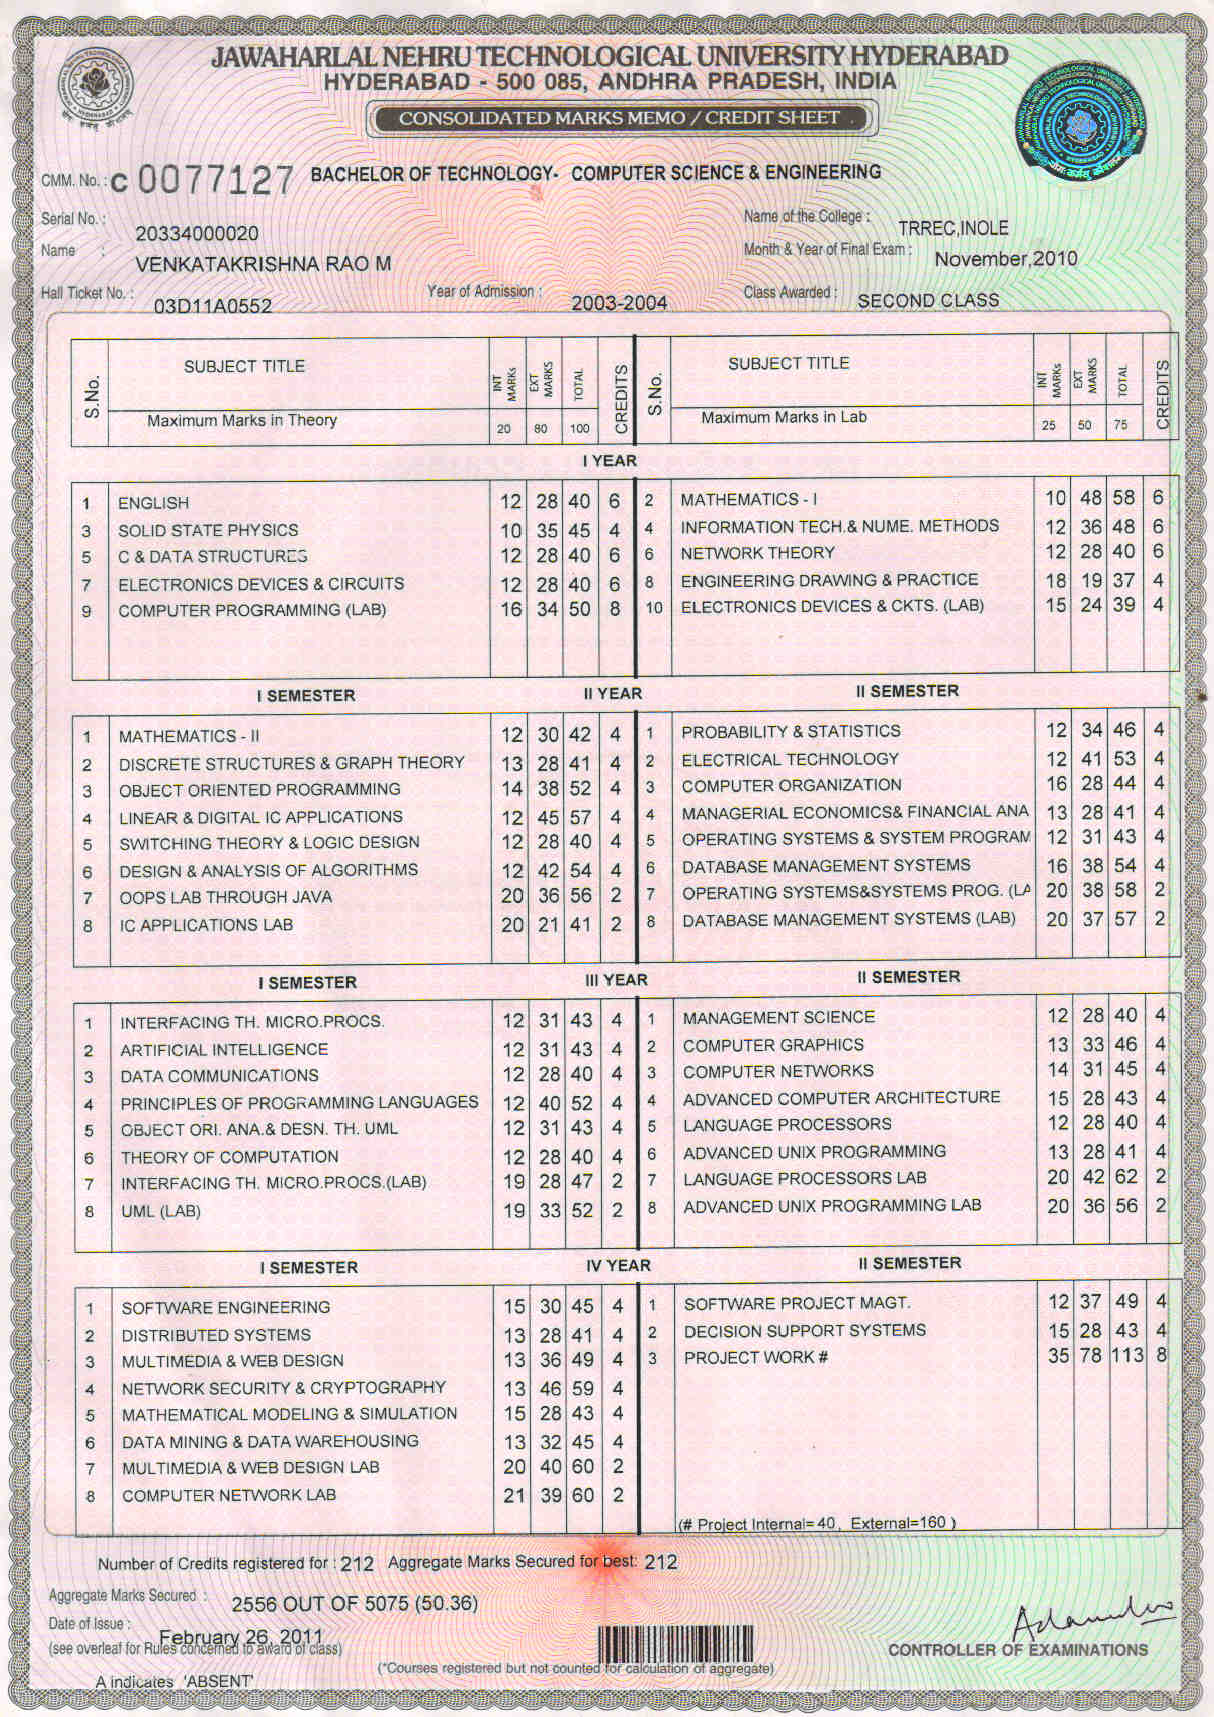 JAWAHARLAL NEHRU TECHNOLOGICAL UNIVERSITY HYDERABAD
HYDERABAD - 500 085, ANDHRA PRADESH, INDIA
CONSOLIDATED MARKS MEMO / CREDIT SHEET
CMM. No. : C 0077127 BACHELOR OF TECHNOLOGY- COMPUTER SCIENCE & ENGINEERING
Serial No. : 20334000020 Name of the College : TRREC,INOLE
Name : VENKATAKRISHNA RAO M Month & Year of Final Exam : November,2010
Hall Ticket No. : 03D11A0552 Year of Admission : 2003-2004 Class Awarded : SECOND CLASS
S.No. SUBJECT TITLE INT MARKS EXT MARKS TOTAL CREDITS S.No. SUBJECT TITLE INT MARKS EXT MARKS TOTAL CREDITS
Maximum Marks in Theory 20 80 100 Maximum Marks in Lab 25 50 75
I YEAR
1 ENGLISH 12 28 40 6 2 MATHEMATICS - I 10 48 58 6
3 SOLID STATE PHYSICS 10 35 45 4 4 INFORMATION TECH.& NUME. METHODS 12 36 48 6
5 C & DATA STRUCTURES 12 28 40 6 6 NETWORK THEORY 12 28 40 6
7 ELECTRONICS DEVICES & CIRCUITS 12 28 40 6 8 ENGINEERING DRAWING & PRACTICE 18 19 37 4
9 COMPUTER PROGRAMMING (LAB) 16 34 50 8 10 ELECTRONICS DEVICES & CKTS. (LAB) 15 24 39 4
I SEMESTER II YEAR II SEMESTER
1 MATHEMATICS - II 12 30 42 4 1 PROBABILITY & STATISTICS 12 34 46 4
2 DISCRETE STRUCTURES & GRAPH THEORY 13 28 41 4 2 ELECTRICAL TECHNOLOGY 12 41 53 4
3 OBJECT ORIENTED PROGRAMMING 14 38 52 4 3 COMPUTER ORGANIZATION 16 28 44 4
4 LINEAR & DIGITAL IC APPLICATIONS 12 45 57 4 4 MANAGERIAL ECONOMICS& FINANCIAL ANA 13 28 41 4
5 SWITCHING THEORY & LOGIC DESIGN 12 28 40 4 5 OPERATING SYSTEMS & SYSTEM PROGRAM 12 31 43 4
6 DESIGN & ANALYSIS OF ALGORITHMS 12 42 54 4 6 DATABASE MANAGEMENT SYSTEMS 16 38 54 4
7 OOPS LAB THROUGH JAVA 20 36 56 2 7 OPERATING SYSTEMS&SYSTEMS PROG. (LA 20 38 58 2
8 IC APPLICATIONS LAB 20 21 41 2 8 DATABASE MANAGEMENT SYSTEMS (LAB) 20 37 57 2
I SEMESTER III YEAR II SEMESTER
1 INTERFACING TH. MICRO.PROCS. 12 31 43 4 1 MANAGEMENT SCIENCE 12 28 40 4
2 ARTIFICIAL INTELLIGENCE 12 31 43 4 2 COMPUTER GRAPHICS 13 33 46 4
3 DATA COMMUNICATIONS 12 28 40 4 3 COMPUTER NETWORKS 14 31 45 4
4 PRINCIPLES OF PROGRAMMING LANGUAGES 12 40 52 4 4 ADVANCED COMPUTER ARCHITECTURE 15 28 43 4
5 OBJECT ORI. ANA.& DESN. TH. UML 12 31 43 4 5 LANGUAGE PROCESSORS 12 28 40 4
6 THEORY OF COMPUTATION 12 28 40 4 6 ADVANCED UNIX PROGRAMMING 13 28 41 4
7 INTERFACING TH. MICRO.PROCS.(LAB) 19 28 47 2 7 LANGUAGE PROCESSORS LAB 20 42 62 2
8 UML (LAB) 19 33 52 2 8 ADVANCED UNIX PROGRAMMING LAB 20 36 56 2
I SEMESTER IV YEAR II SEMESTER
1 SOFTWARE ENGINEERING 15 30 45 4 1 SOFTWARE PROJECT MAGT. 12 37 49 4
2 DISTRIBUTED SYSTEMS 13 28 41 4 2 DECISION SUPPORT SYSTEMS 15 28 43 4
3 MULTIMEDIA & WEB DESIGN 13 36 49 4 3 PROJECT WORK # 35 78 113 8
4 NETWORK SECURITY & CRYPTOGRAPHY 13 46 59 4
5 MATHEMATICAL MODELING & SIMULATION 15 28 43 4
6 DATA MINING & DATA WAREHOUSING 13 32 45 4
7 MULTIMEDIA & WEB DESIGN LAB 20 40 60 2
8 COMPUTER NETWORK LAB 21 39 60 2
(# Project Internal= 40, External=160 )
Number of Credits registered for : 212 Aggregate Marks Secured for best: 212
Aggregate Marks Secured : 2556 OUT OF 5075 (50.36)
Date of Issue : February 26, 2011
(see overleaf for Rules concerned to award of class) CONTROLLER OF EXAMINATIONS
(*Courses registered but not counted for calculation of aggregate)
A indicates 'ABSENT'